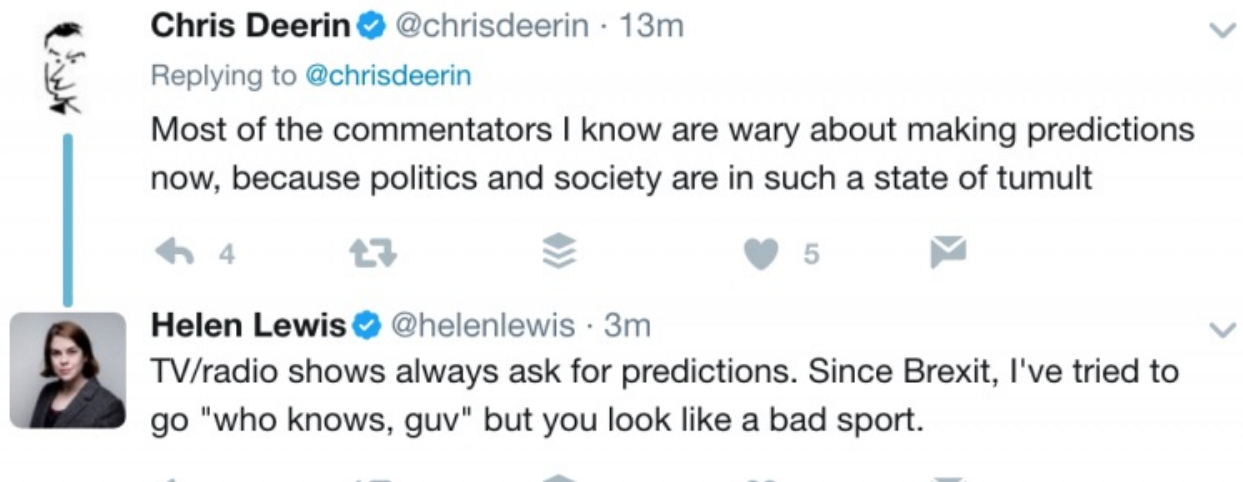 Chris Deerin @chrisdeerin · 13m
Replying to @chrisdeerin
Most of the commentators I know are wary about making predictions
now, because politics and society are in such a state of tumult
4 5
Helen Lewis @helenlewis · 3m
TV/radio shows always ask for predictions. Since Brexit, I've tried to
go "who knows, guv" but you look like a bad sport.